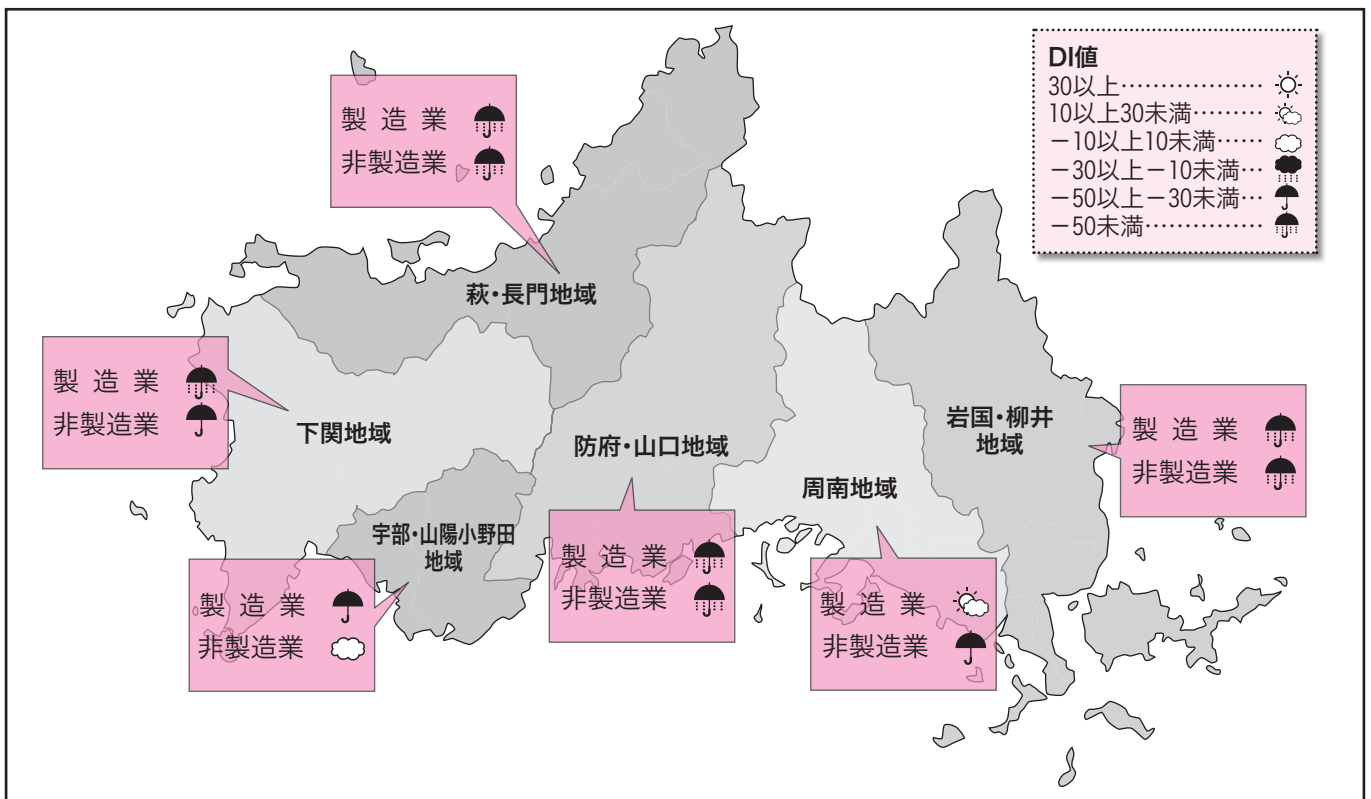 DI値
30以上………………
10以上30未満………
−10以上10未満……
−30以上−10未満…
−50以上−30未満…
−50未満……………
製造業
非製造業
萩・長門地域
製造業
非製造業
下関地域
製造業
非製造業
宇部・山陽小野田
地域
防府・山口地域
製造業
非製造業
周南地域
製造業
非製造業
岩国・柳井
地域
製造業
非製造業